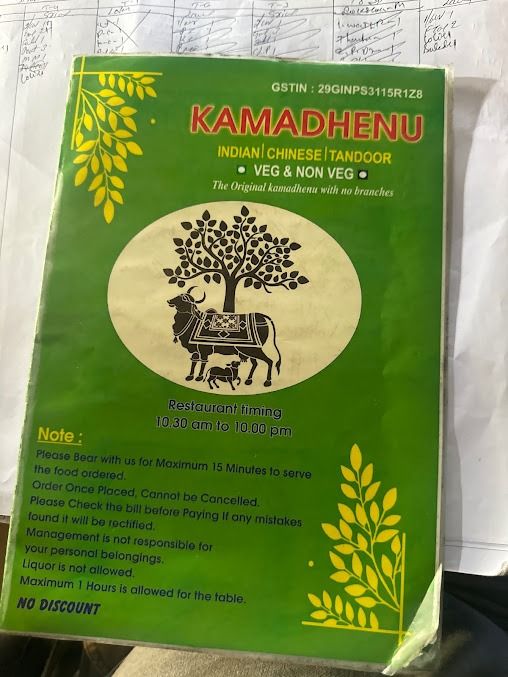 GSTIN : 29GINPS3115R1Z8
KAMADHENU
INDIAN | CHINESE | TANDOOR
VEG & NON VEG
The Original kamadhenu with no branches
Restaurant timing
10.30 am to 10.00 pm
Note :
Please Bear with us for Maximum 15 Minutes to serve
the food ordered.
Order Once Placed, Cannot be Cancelled.
Please Check the bill before Paying If any mistakes
found it will be rectified.
Management is not responsible for
your personal belongings.
Liquor is not allowed.
Maximum 1 Hours is allowed for the table.
NO DISCOUNT